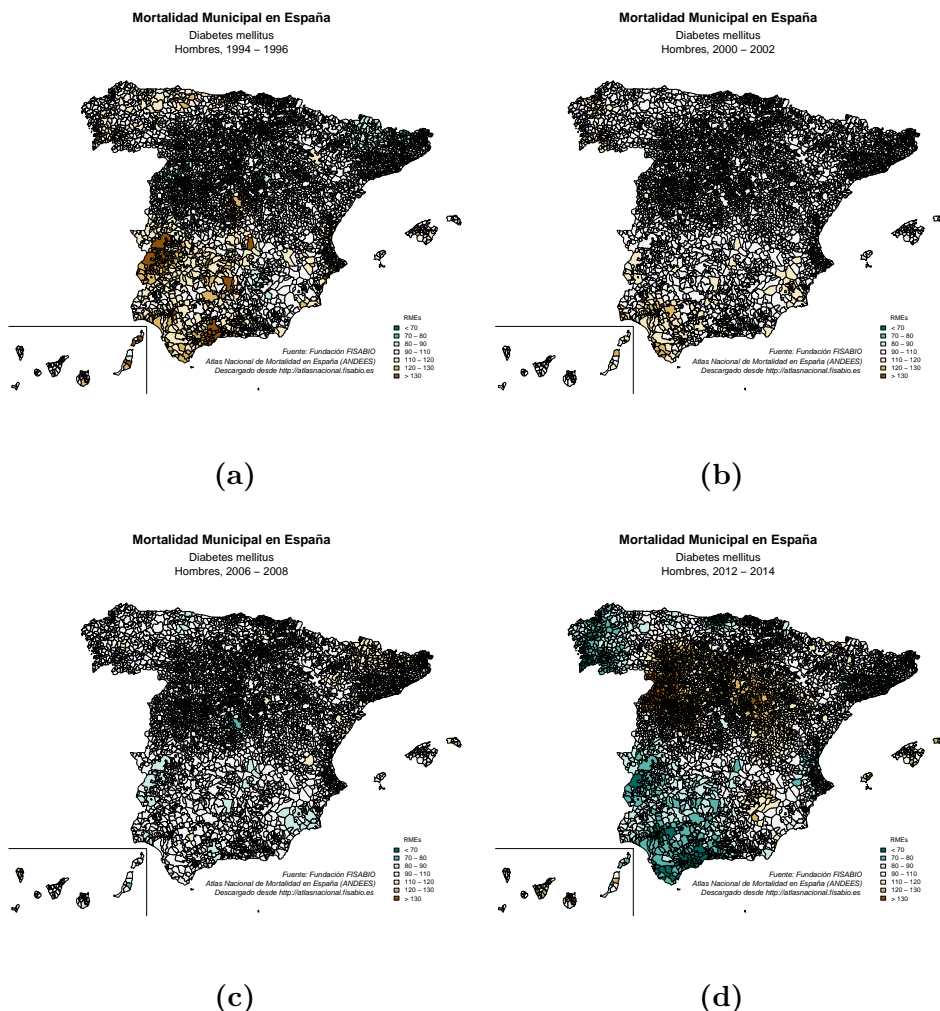 Mortalidad Municipal en España
Diabetes mellitus
Hombres, 1994 – 1996
RMEs
< 70
70 – 80
80 – 90
90 – 110
110 – 120
120 – 130
> 130
Fuente: Fundación FISABIO
Atlas Nacional de Mortalidad en España (ANDEES)
Descargado desde http://atlasnacional.fisabio.es
(a)
Mortalidad Municipal en España
Diabetes mellitus
Hombres, 2000 – 2002
RMEs
< 70
70 – 80
80 – 90
90 – 110
110 – 120
120 – 130
> 130
Fuente: Fundación FISABIO
Atlas Nacional de Mortalidad en España (ANDEES)
Descargado desde http://atlasnacional.fisabio.es
(b)
Mortalidad Municipal en España
Diabetes mellitus
Hombres, 2006 – 2008
RMEs
< 70
70 – 80
80 – 90
90 – 110
110 – 120
120 – 130
> 130
Fuente: Fundación FISABIO
Atlas Nacional de Mortalidad en España (ANDEES)
Descargado desde http://atlasnacional.fisabio.es
(c)
Mortalidad Municipal en España
Diabetes mellitus
Hombres, 2012 – 2014
RMEs
< 70
70 – 80
80 – 90
90 – 110
110 – 120
120 – 130
> 130
Fuente: Fundación FISABIO
Atlas Nacional de Mortalidad en España (ANDEES)
Descargado desde http://atlasnacional.fisabio.es
(d)